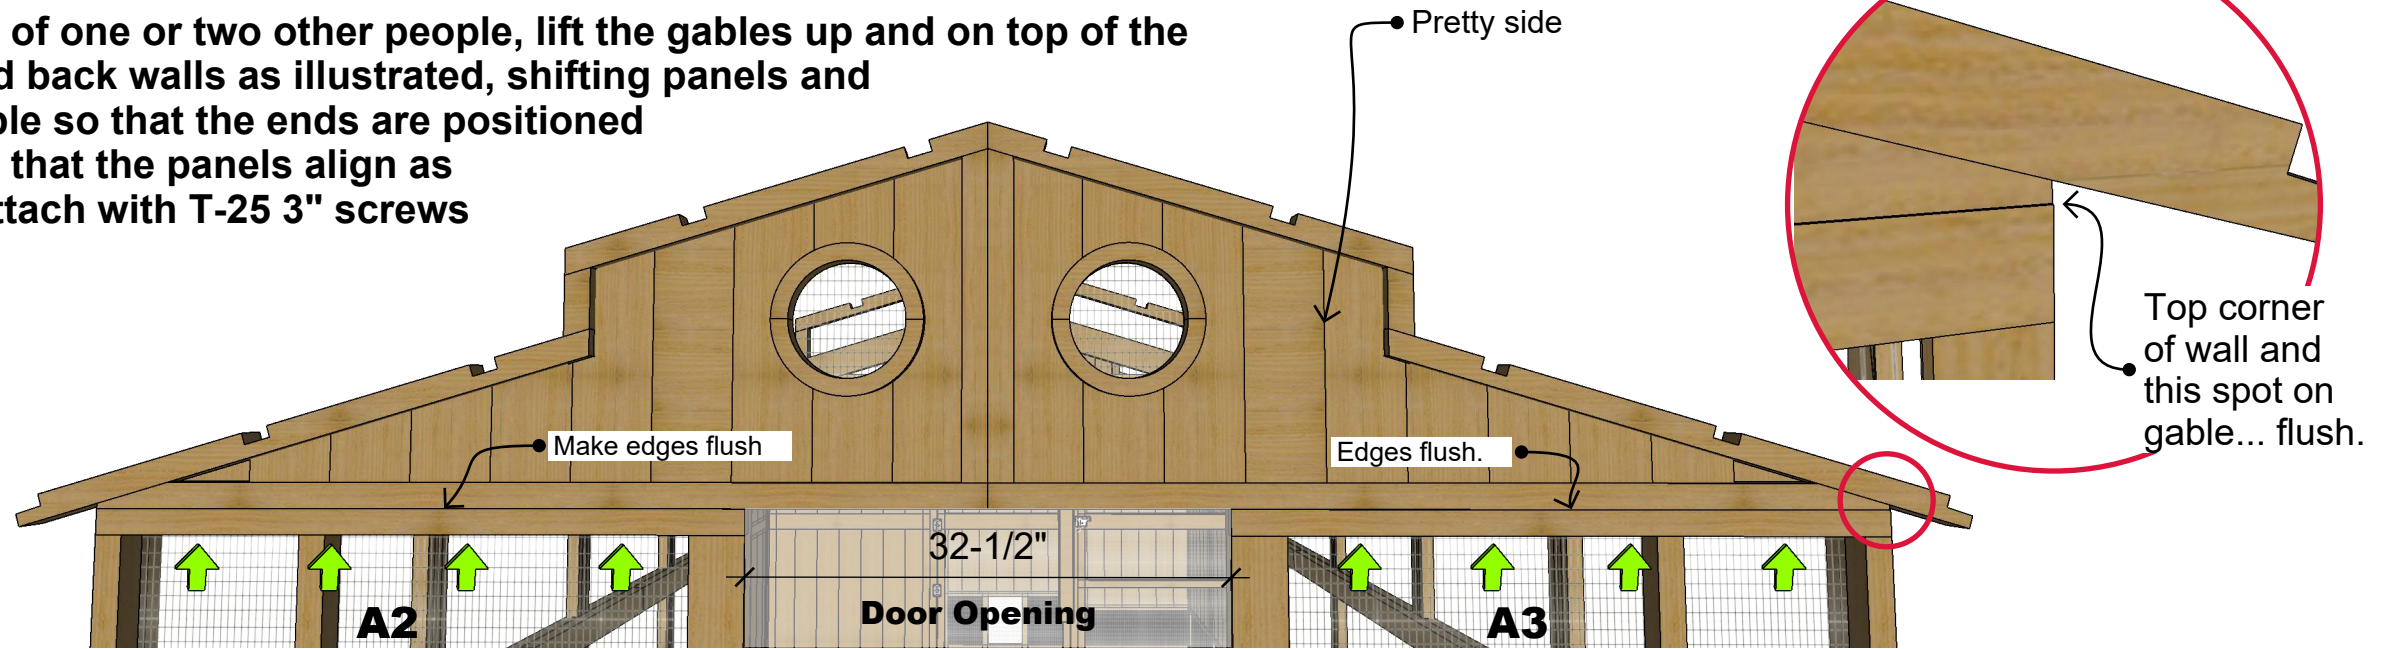 of one or two other people, lift the gables up and on top of the
back walls as illustrated, shifting panels and
so that the ends are positioned
that the panels align as
with T-25 3" screws
Pretty side
Top corner
of wall and
this spot on
gable... flush.
Make edges flush
Edges flush.
32-1/2"
Door Opening
A2
A3